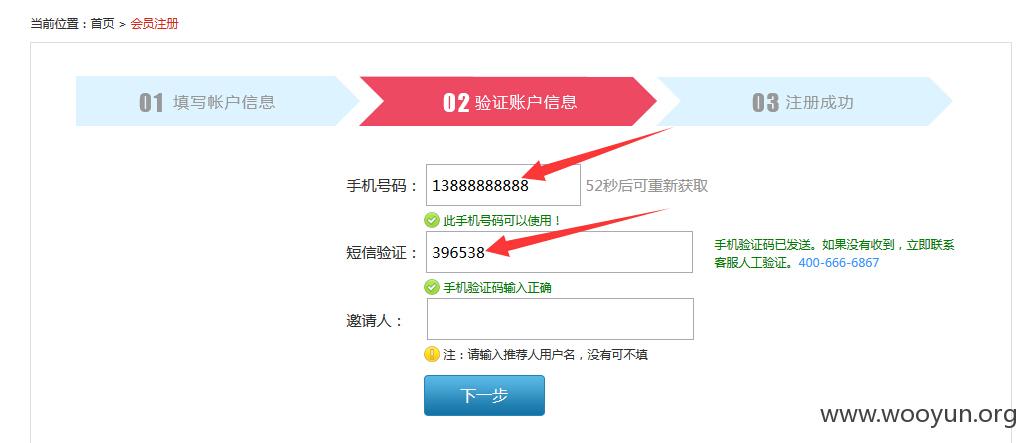 当前位置：首页 > 会员注册
01 填写帐户信息
02 验证账户信息
03 注册成功
手机号码： 13888888888 52秒后可重新获取
此手机号码可以使用！
短信验证： 396538
手机验证码已发送。如果没有收到，立即联系
客服人工验证。400-666-6867
手机验证码输入正确
邀请人：
注：请输入推荐人用户名，没有可不填
下一步
www.wooyun.org